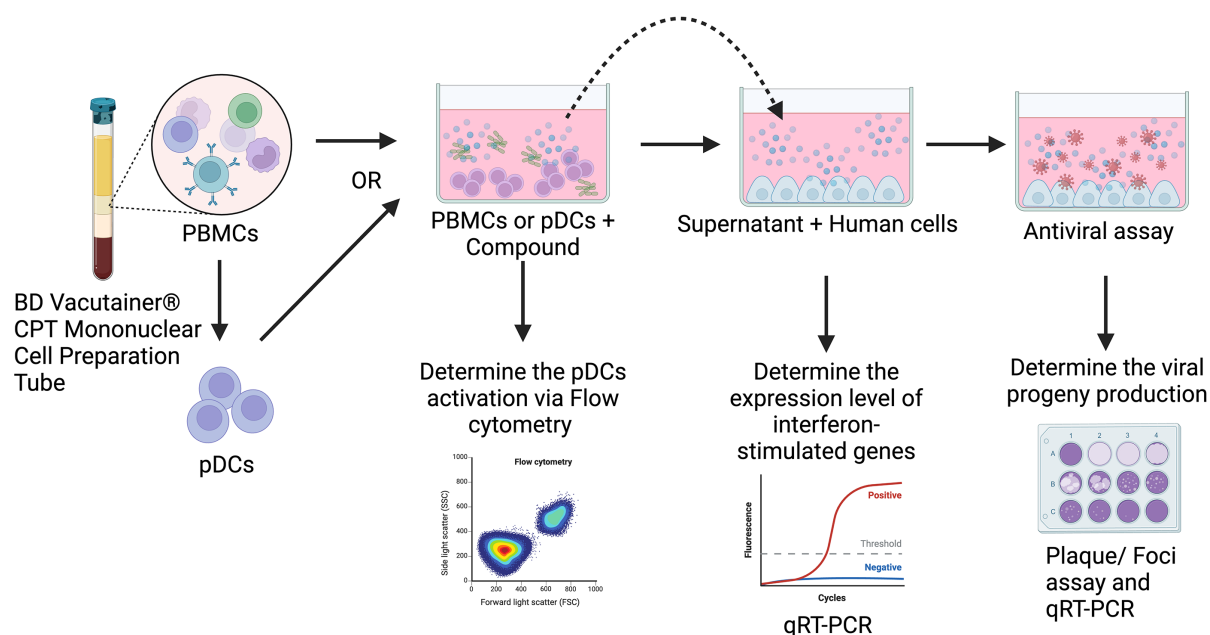 PBMCs
OR
PBMCs or pDCs +
Compound
Supernatant + Human cells
Antiviral assay
BD Vacutainer®
CPT Mononuclear
Cell Preparation
Tube
pDCs
Determine the pDCs
activation via Flow
cytometry
Determine the
expression level of
interferon-
stimulated genes
Determine the viral
progeny production
Flow cytometry
Side light scatter (SSC)
1000
800
600
400
200
0
0 200 400 600 800 1000
Forward light scatter (FSC)
Fluorescence
Positive
Threshold
Negative
Cycles
qRT-PCR
1 2 3 4
A
B
C
Plaque/ Foci
assay and
qRT-PCR